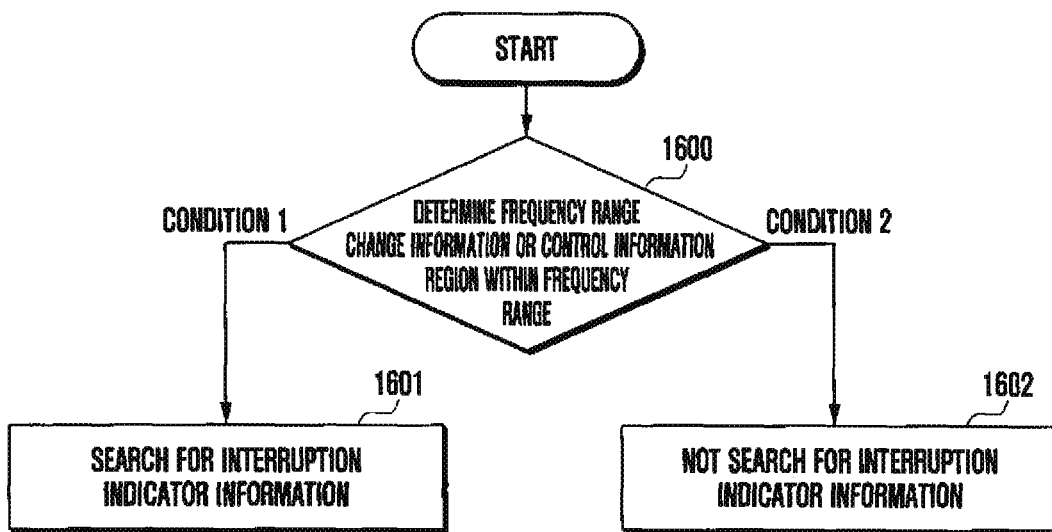 START
1600
CONDITION 1
DETERMINE FREQUENCY RANGE
CONDITION 2
CHANGE INFORMATION OR CONTROL INFORMATION
REGION WITHIN FREQUENCY
RANGE
1601
SEARCH FOR INTERRUPTION
INDICATOR INFORMATION
1602
NOT SEARCH FOR INTERRUPTION
INDICATOR INFORMATION